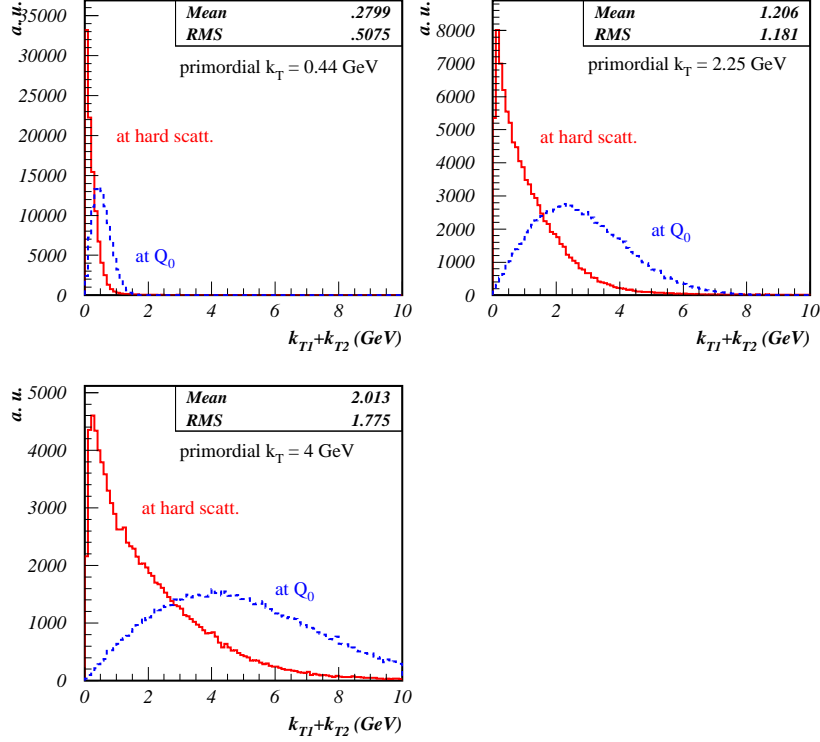 a. u.
Mean .2799
RMS .5075
primordial k_T = 0.44 GeV
at hard scatt.
at Q_0
35000
30000
25000
20000
15000
10000
5000
0
0 2 4 6 8 10
k_T1+k_T2 (GeV)
a. u.
Mean 1.206
RMS 1.181
primordial k_T = 2.25 GeV
at hard scatt.
at Q_0
8000
7000
6000
5000
4000
3000
2000
1000
0
0 2 4 6 8 10
k_T1+k_T2 (GeV)
a. u.
Mean 2.013
RMS 1.775
primordial k_T = 4 GeV
at hard scatt.
at Q_0
5000
4000
3000
2000
1000
0
0 2 4 6 8 10
k_T1+k_T2 (GeV)